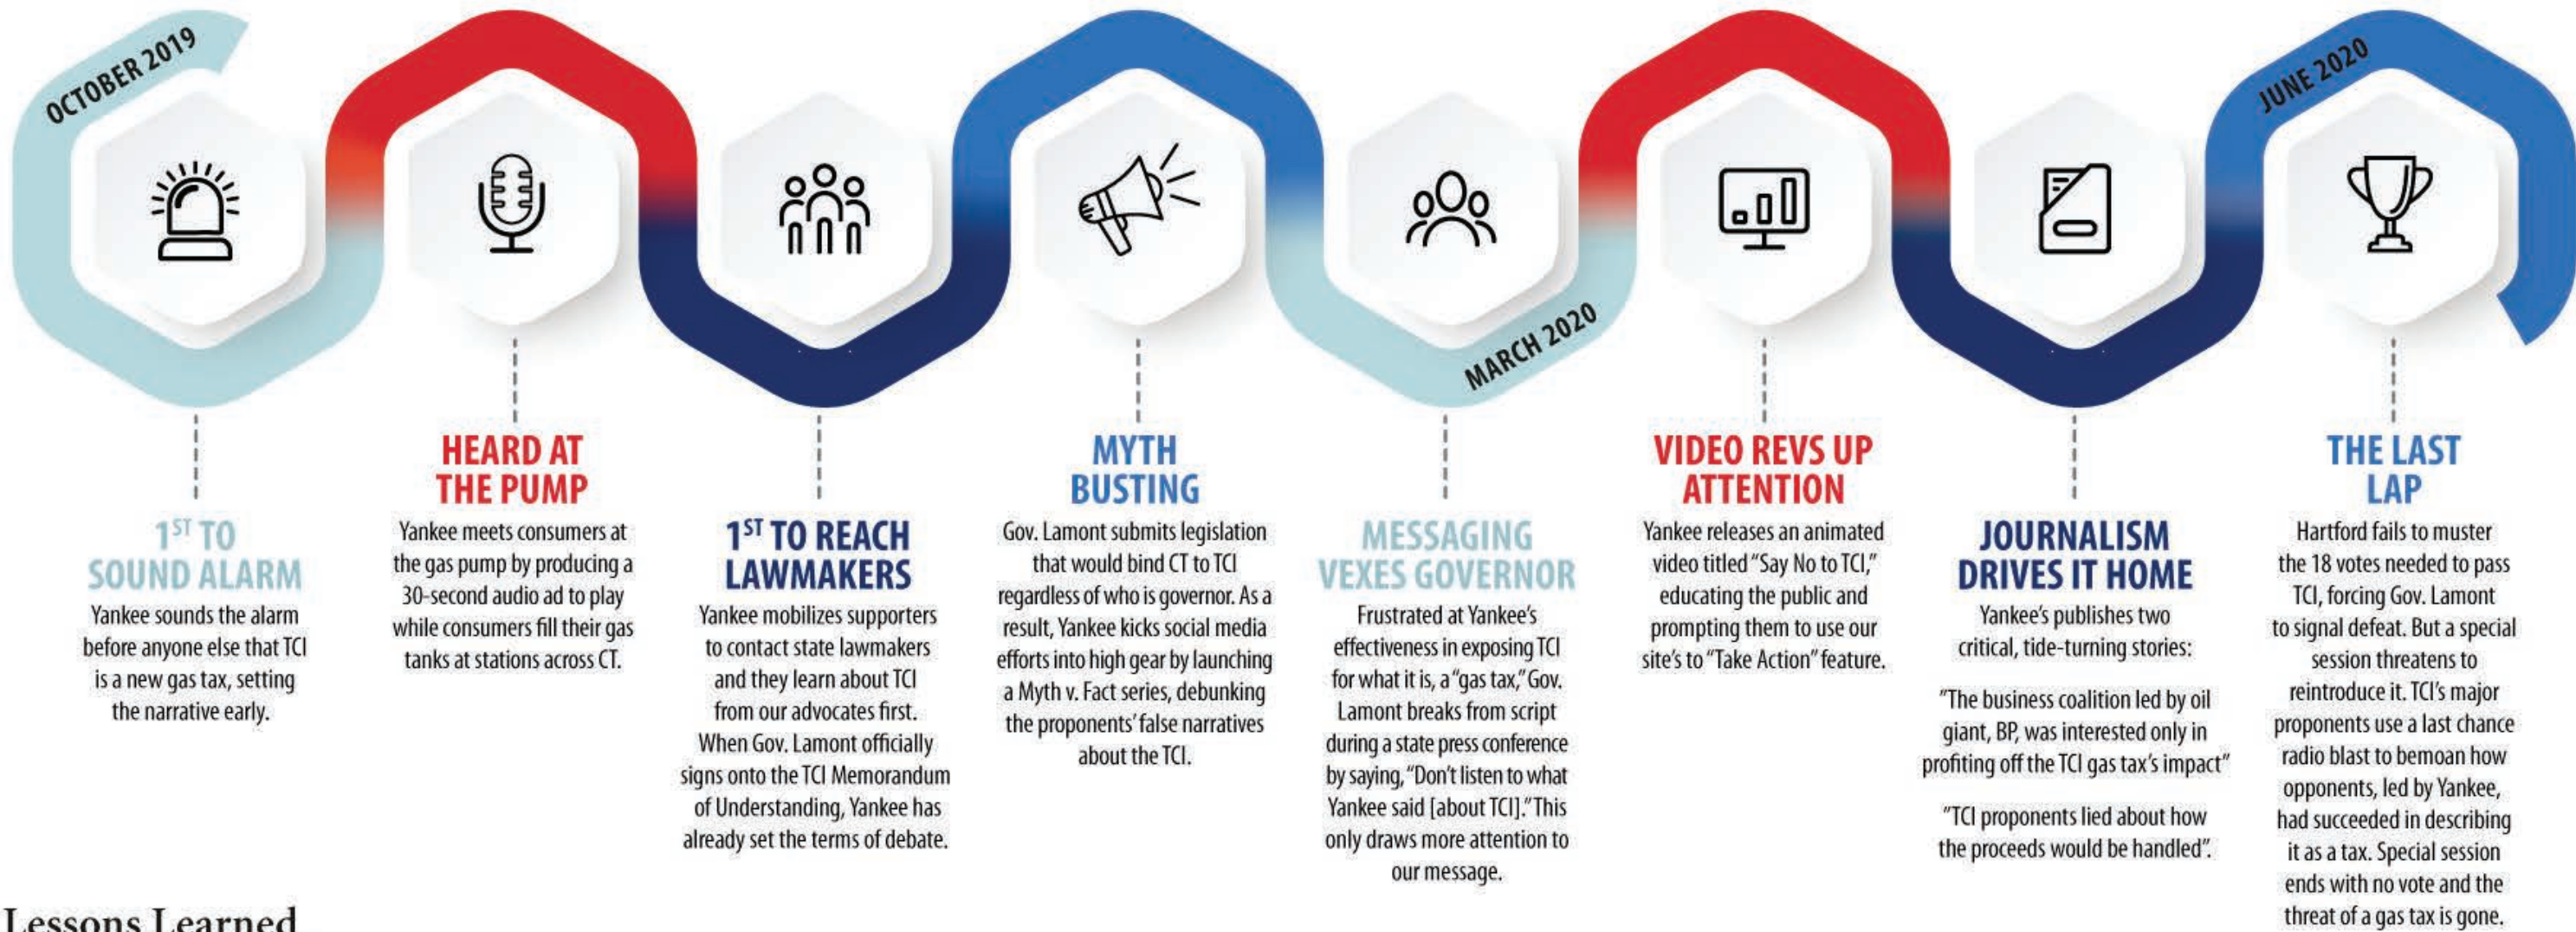 OCTOBER 2019
MARCH 2020
JUNE 2020
1ST TO
SOUND ALARM
Yankee sounds the alarm
before anyone else that TCI
is a new gas tax, setting
the narrative early.
HEARD AT
THE PUMP
Yankee meets consumers at
the gas pump by producing a
30-second audio ad to play
while consumers fill their gas
tanks at stations across CT.
1ST TO REACH
LAWMAKERS
Yankee mobilizes supporters
to contact state lawmakers
and they learn about TCI
from our advocates first.
When Gov. Lamont officially
signs onto the TCI Memorandum
of Understanding, Yankee has
already set the terms of debate.
MYTH
BUSTING
Gov. Lamont submits legislation
that would bind CT to TCI
regardless of who is governor. As a
result, Yankee kicks social media
efforts into high gear by launching
a Myth v. Fact series, debunking
the proponents' false narratives
about the TCI.
MESSAGING
VEXES GOVERNOR
Frustrated at Yankee's
effectiveness in exposing TCI
for what it is, a "gas tax," Gov.
Lamont breaks from script
during a state press conference
by saying, "Don't listen to what
Yankee said [about TCI]." This
only draws more attention to
our message.
VIDEO REVS UP
ATTENTION
Yankee releases an animated
video titled "Say No to TCI,"
educating the public and
prompting them to use our
site's to "Take Action" feature.
JOURNALISM
DRIVES IT HOME
Yankee's publishes two
critical, tide-turning stories:
"The business coalition led by oil
giant, BP, was interested only in
profiting off the TCI gas tax's impact"
"TCI proponents lied about how
the proceeds would be handled".
THE LAST
LAP
Hartford fails to muster
the 18 votes needed to pass
TCI, forcing Gov. Lamont
to signal defeat. But a special
session threatens to
reintroduce it. TCI's major
proponents use a last chance
radio blast to bemoan how
opponents, led by Yankee,
had succeeded in describing
it as a tax. Special session
ends with no vote and the
threat of a gas tax is gone.
Lessons Learned